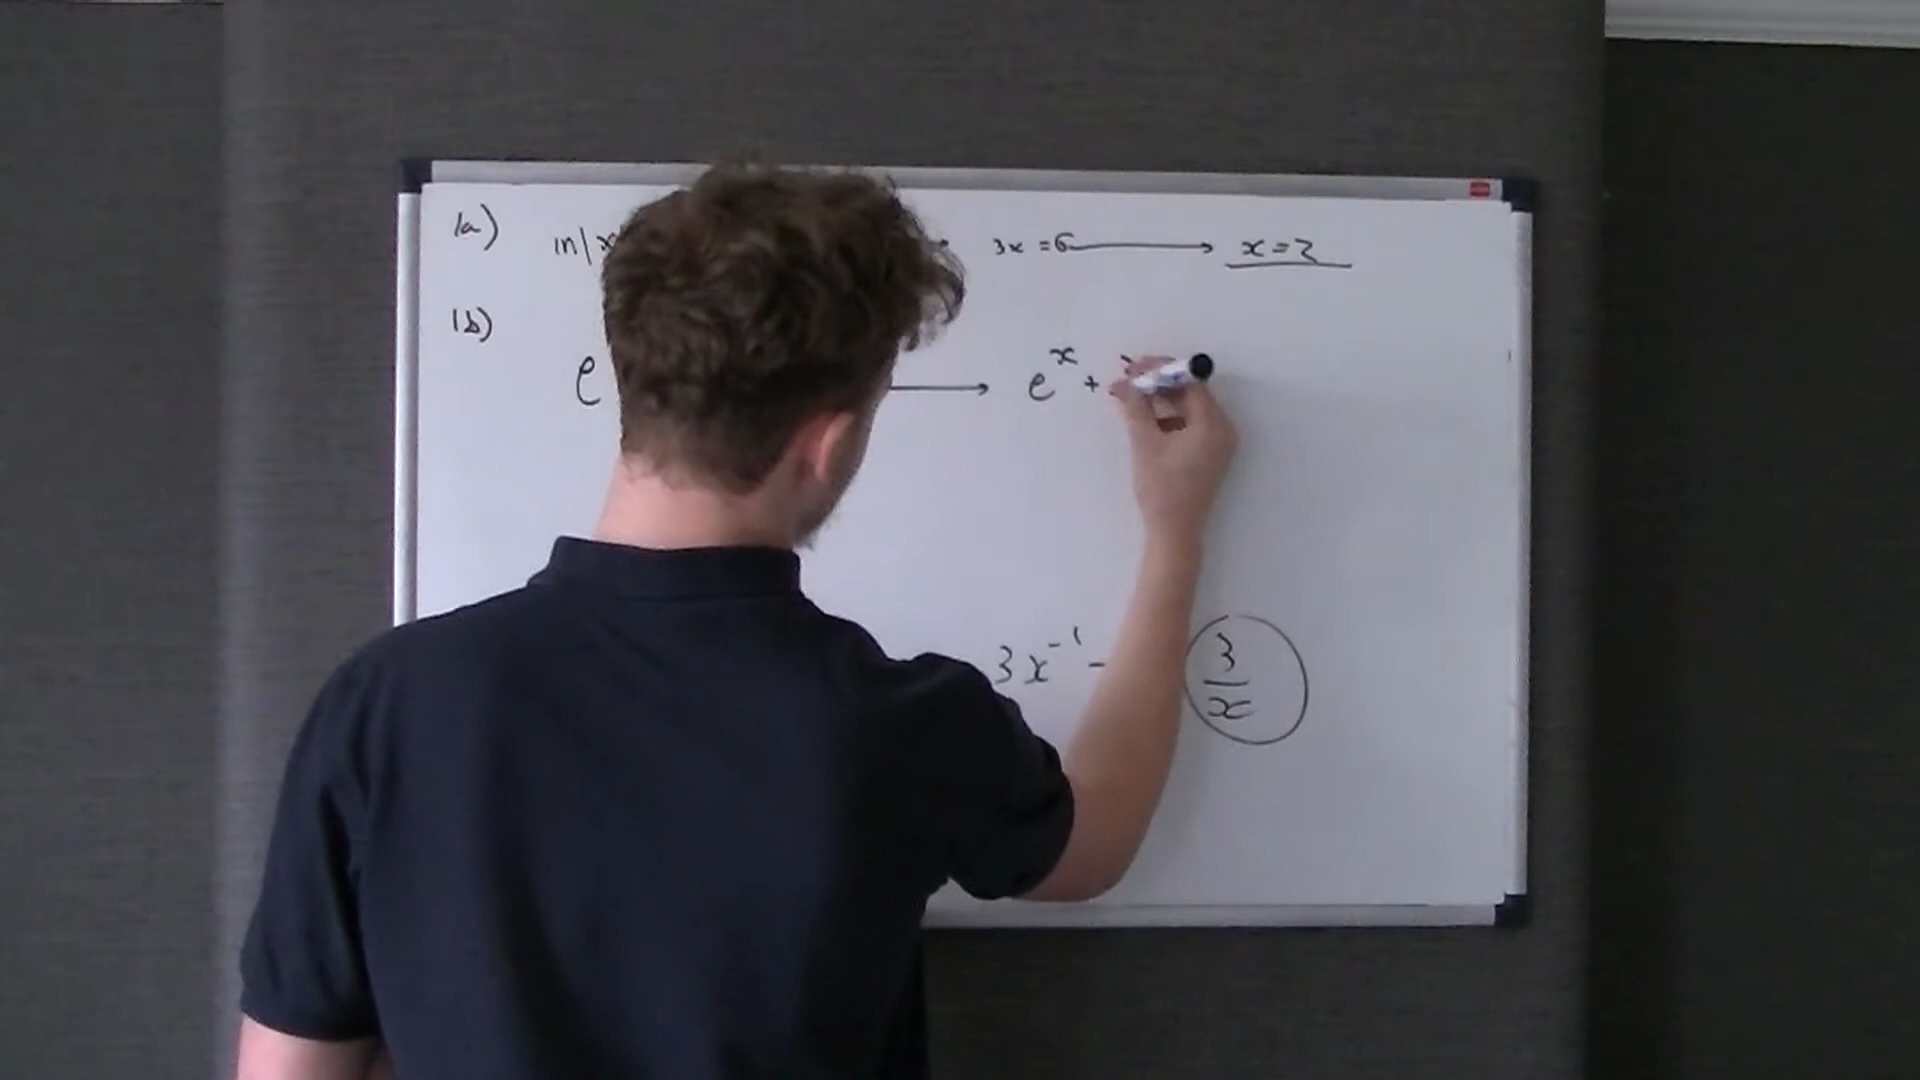 1a) ln|x 3x = 6 → x = 2
1b)
e → e^x +
3x^-1 - 3/x